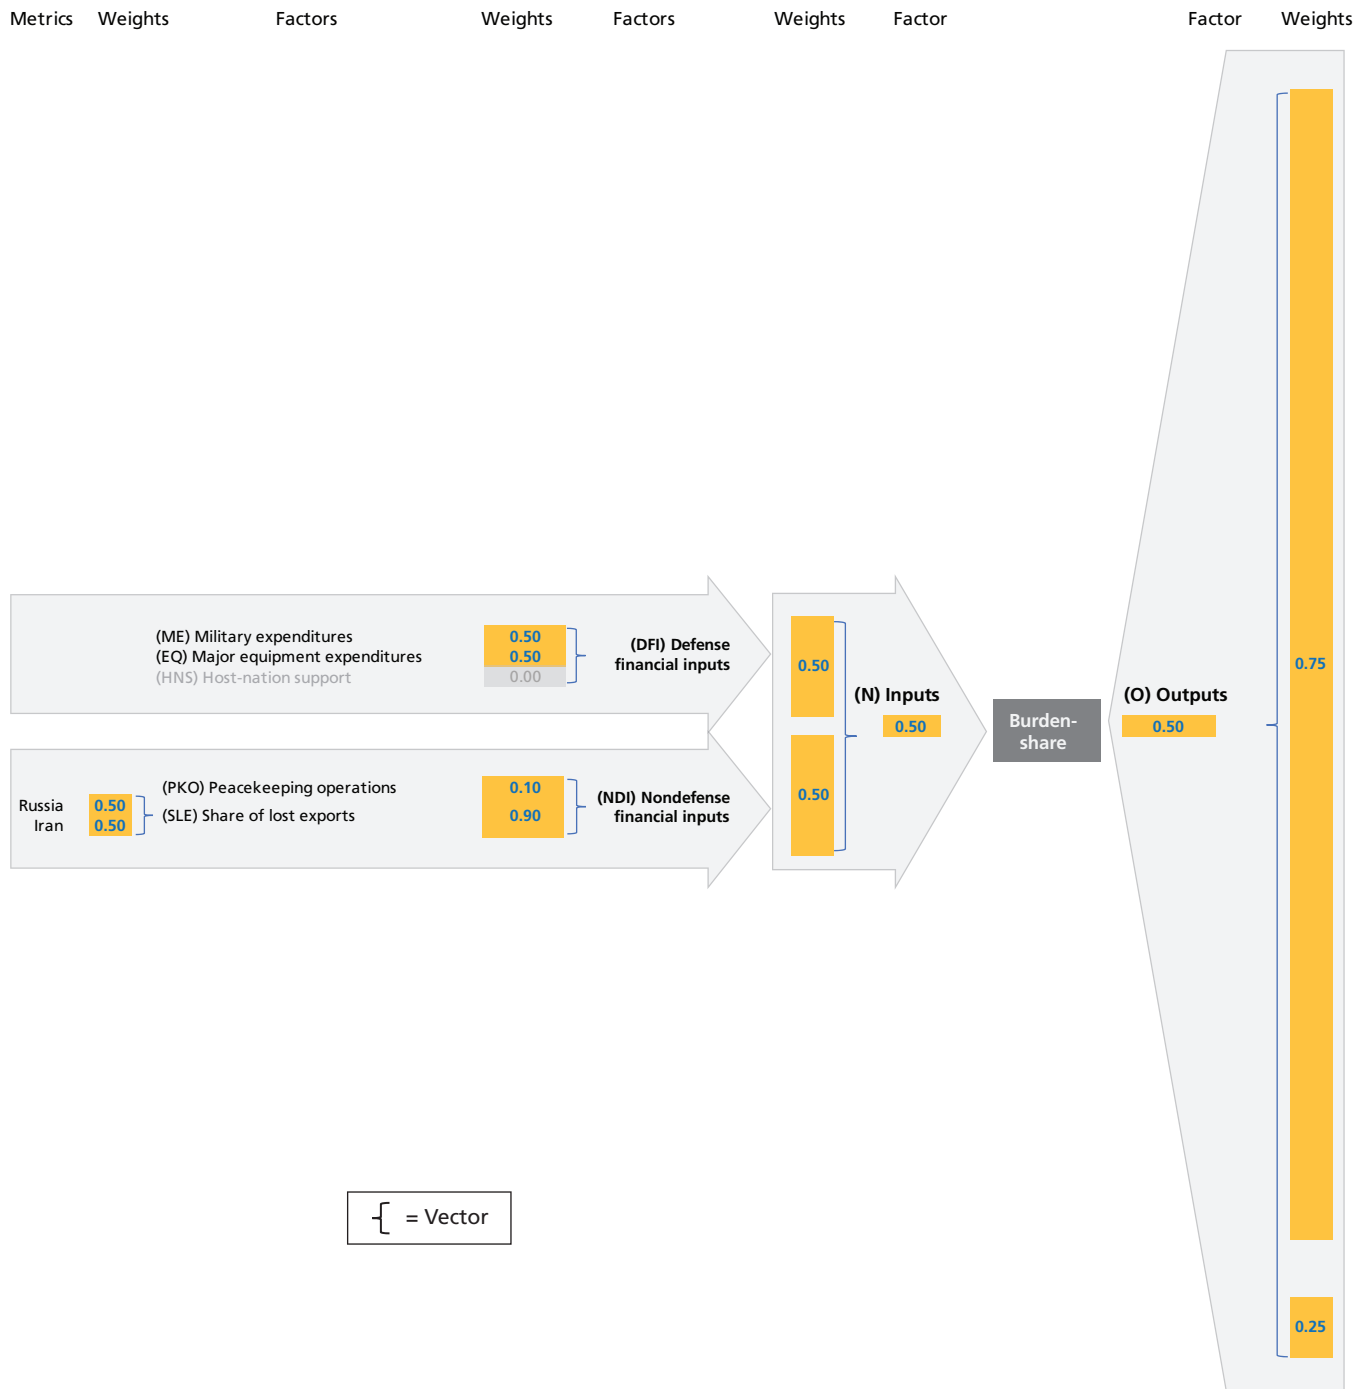 Metrics Weights Factors Weights Factors Weights Factor Factor Weights
(ME) Military expenditures 0.50
(EQ) Major equipment expenditures 0.50
(HNS) Host-nation support 0.00
(DFI) Defense
financial inputs
Russia 0.50
Iran 0.50
(PKO) Peacekeeping operations 0.10
(SLE) Share of lost exports 0.90
(NDI) Nondefense
financial inputs
0.50
0.50
(N) Inputs
0.50
Burden-
share
(O) Outputs
0.50
0.75
0.25
= Vector